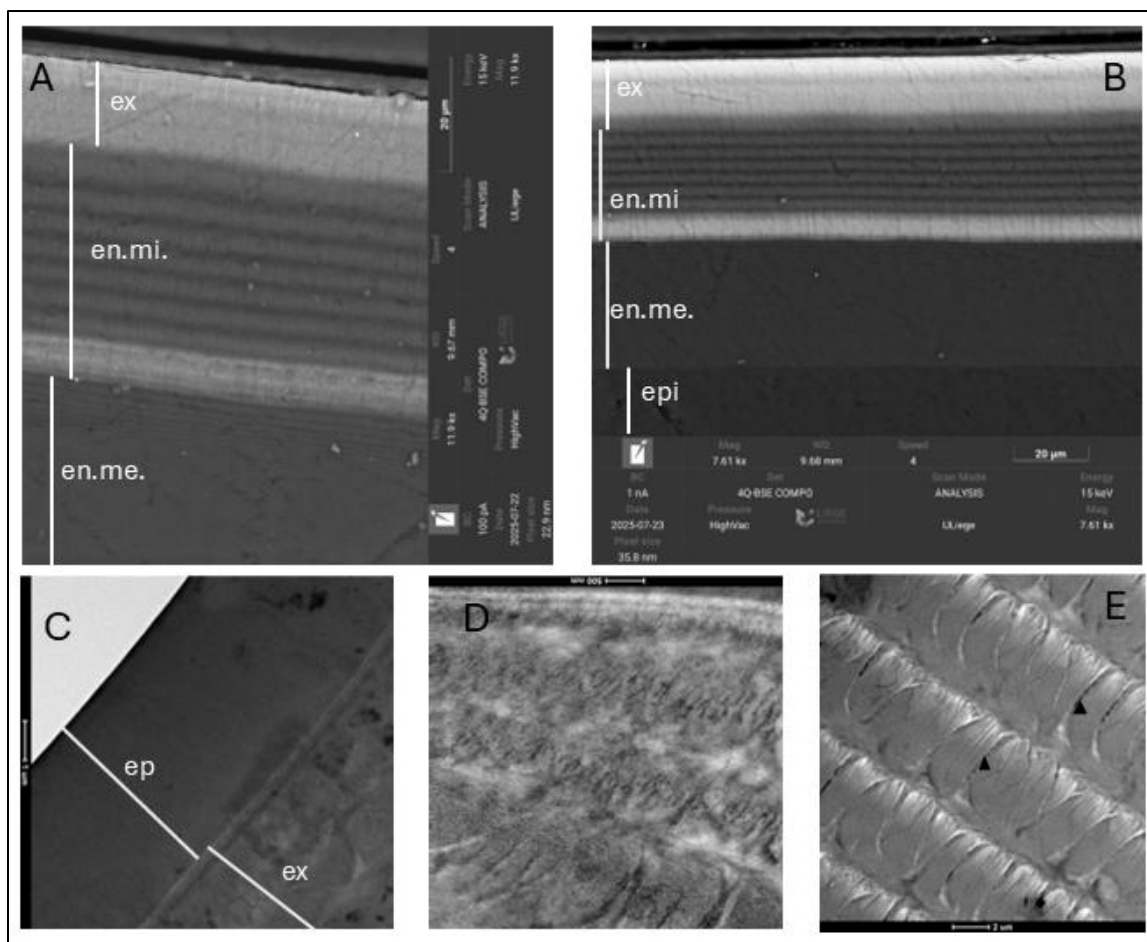 A
ex
en.mi.
en.me.
20 µm
Energy
15 keV
Mag
11.9 kx
Scan Mode
ANALYSIS
ULiege
Speed
4
WD
9.67 mm
Det
4Q-BSE COMPO
Mag
11.9 kx
Pressure
HighVac
BC
100 pA
Date
2025-07-22
Pixel size
22.9 nm
B
ex
en.mi
en.me.
epi
Mag
7.61 kx
WD
9.68 mm
Speed
4
20 µm
BC
1 nA
Det
4Q-BSE COMPO
Scan Mode
ANALYSIS
Energy
15 keV
Date
2025-07-23
Pressure
HighVac
LIEGE
ULiege
Mag
7.61 kx
Pixel size
35.8 nm
C
1 µm
ep
ex
D
500 nm
E
2 µm